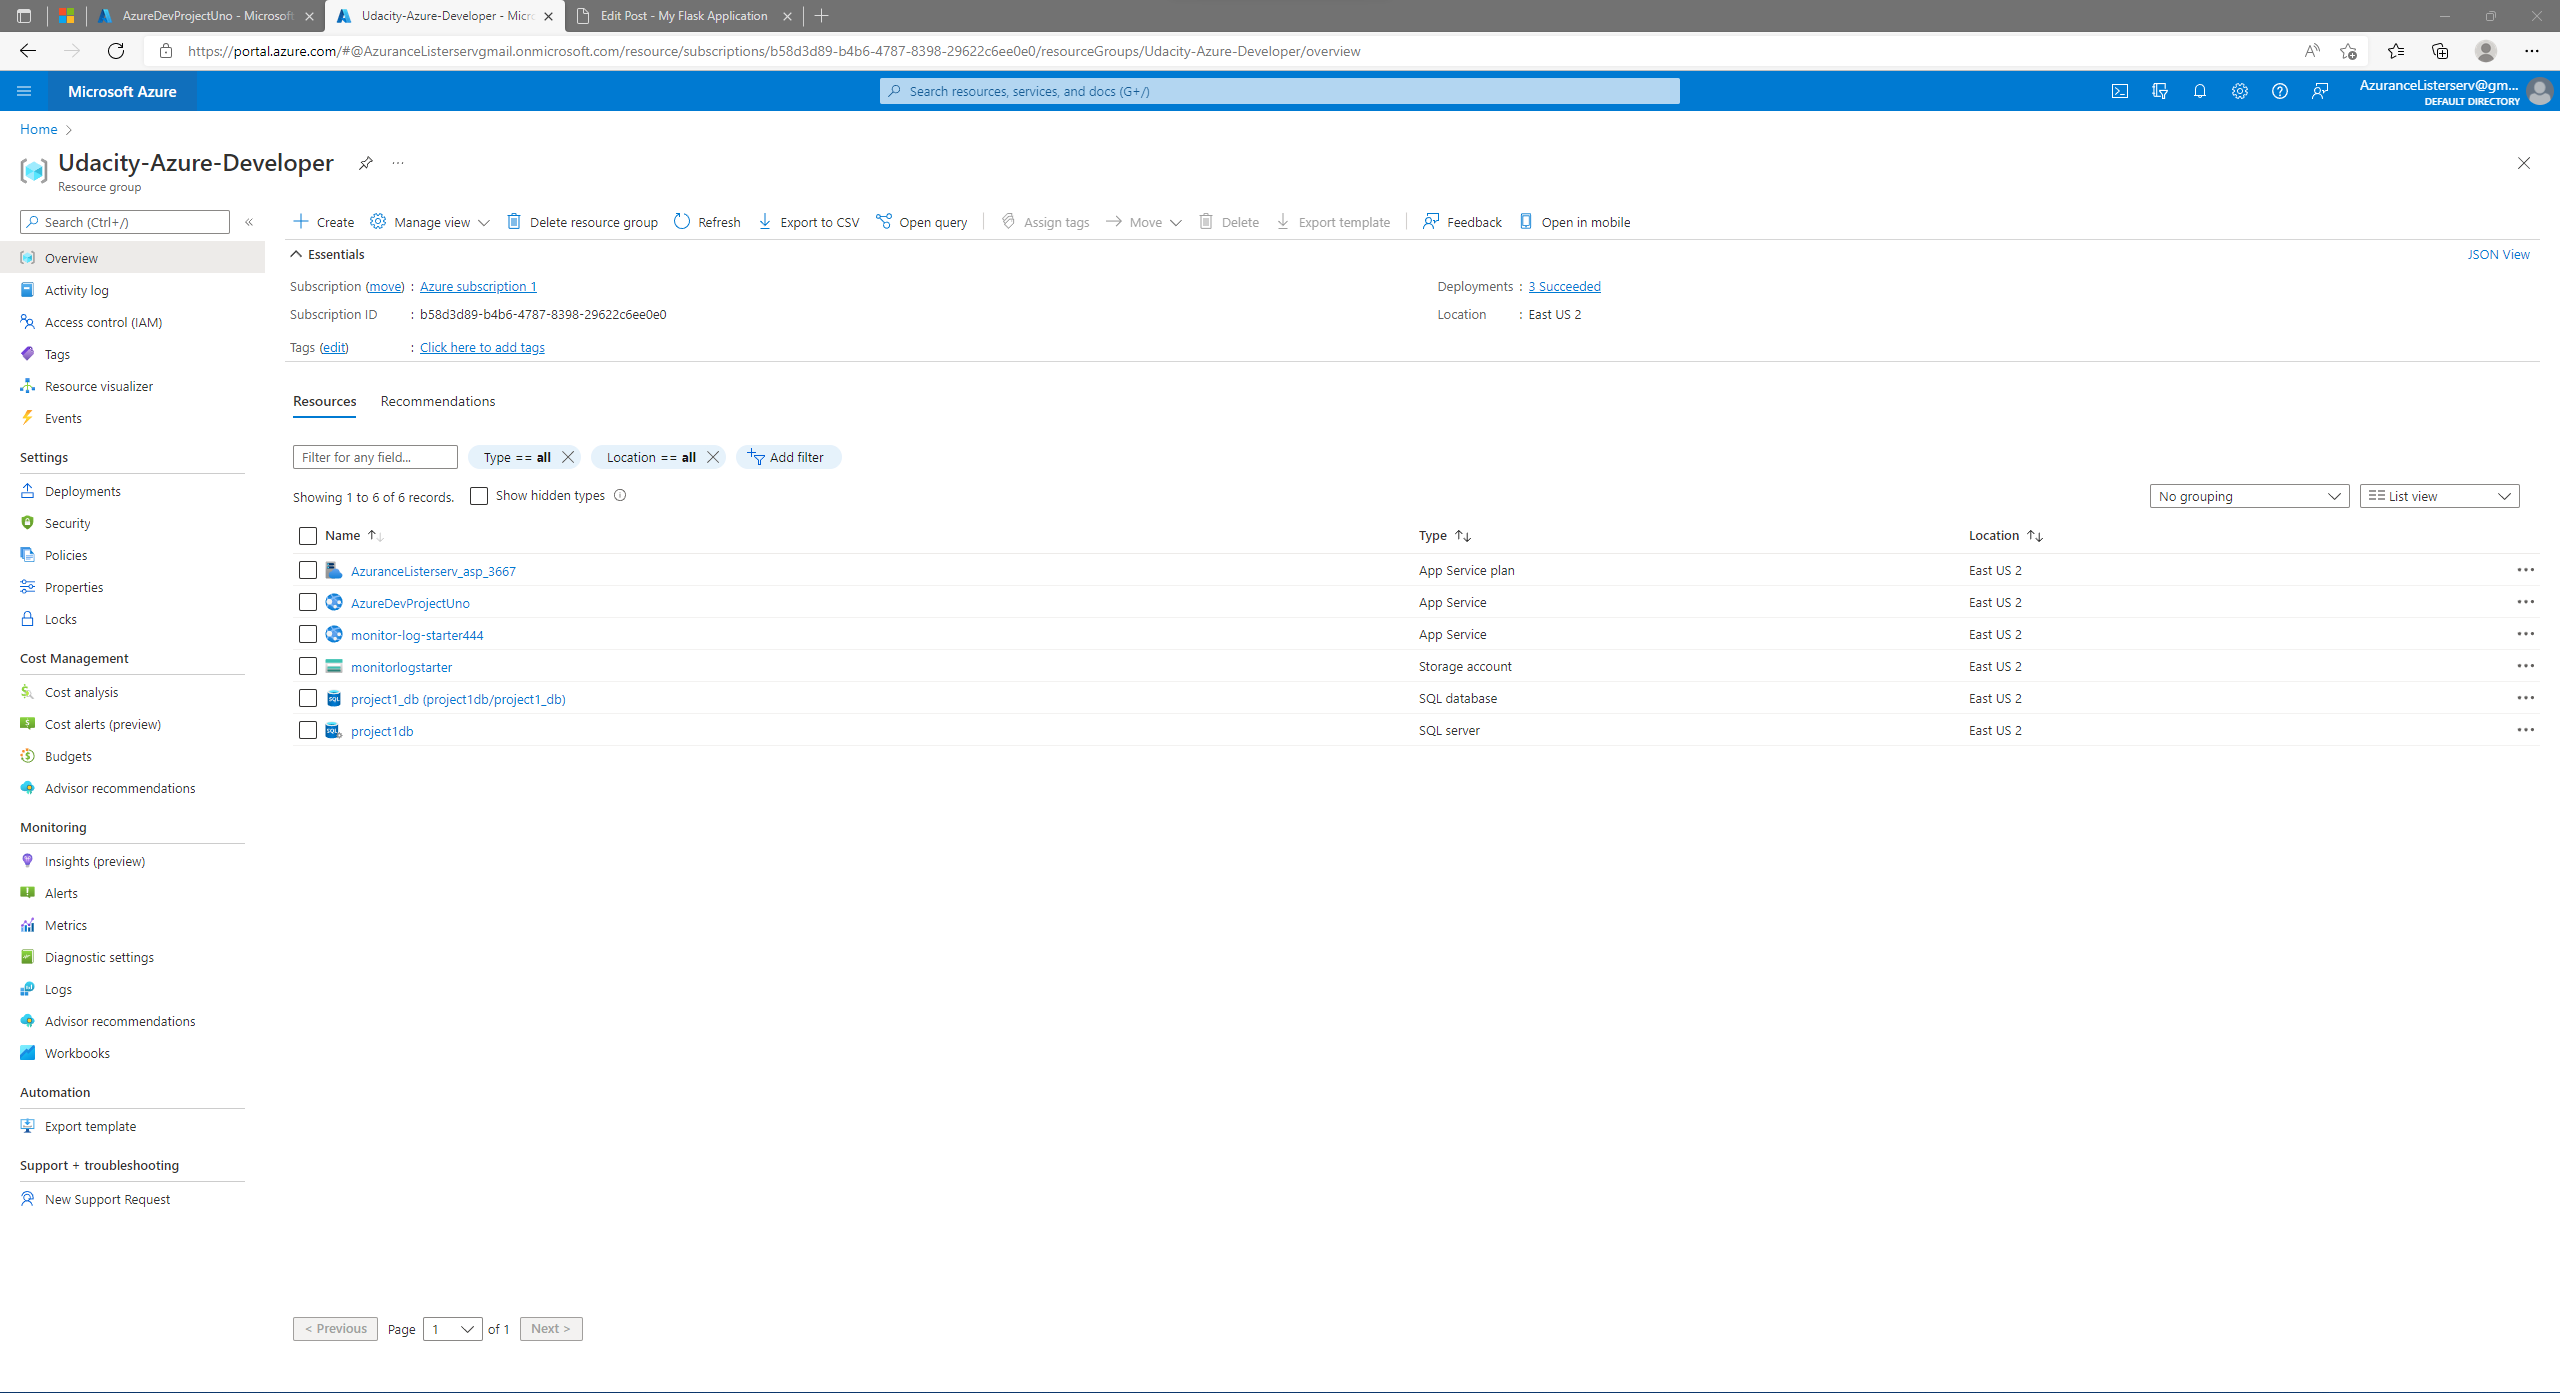 AzureDevProjectUno - Microsoft
Udacity-Azure-Developer - Micro
Edit Post - My Flask Application
https://portal.azure.com/#@AzuranceListerservgmail.onmicrosoft.com/resource/subscriptions/b58d3d89-b4b6-4787-8398-29622c6ee0e0/resourceGroups/Udacity-Azure-Developer/overview
Microsoft Azure
Search resources, services, and docs (G+/)
AzuranceListerserv@gm...
DEFAULT DIRECTORY
Home
Udacity-Azure-Developer
Resource group
Search (Ctrl+/)
Create Manage view Delete resource group Refresh Export to CSV Open query Assign tags Move Delete Export template Feedback Open in mobile
Overview
Activity log
Access control (IAM)
Tags
Resource visualizer
Events
Settings
Deployments
Security
Policies
Properties
Locks
Cost Management
Cost analysis
Cost alerts (preview)
Budgets
Advisor recommendations
Monitoring
Insights (preview)
Alerts
Metrics
Diagnostic settings
Logs
Advisor recommendations
Workbooks
Automation
Export template
Support + troubleshooting
New Support Request
Essentials
JSON View
Subscription (move) : Azure subscription 1
Deployments : 3 Succeeded
Subscription ID : b58d3d89-b4b6-4787-8398-29622c6ee0e0
Location : East US 2
Tags (edit) : Click here to add tags
Resources Recommendations
Filter for any field... Type == all Location == all Add filter
Showing 1 to 6 of 6 records. Show hidden types
No grouping List view
Name Type Location
AzuranceListerserv_asp_3667 App Service plan East US 2
AzureDevProjectUno App Service East US 2
monitor-log-starter444 App Service East US 2
monitorlogstarter Storage account East US 2
project1_db (project1db/project1_db) SQL database East US 2
project1db SQL server East US 2
< Previous Page 1 of 1 Next >